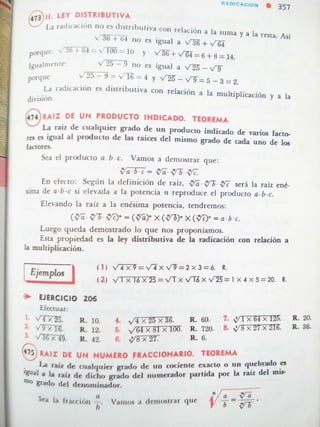 RADICACION ● 357
473 II. LEY DISTRIBUTIVA
La radicación no es distributiva con relación a la suma y a la resta. Así
√36 + 64 no es igual a √36 + √64
porque: √36 + 64 = √100 = 10 y √36 + √64 = 6 + 8 = 14.
Igualmente: √25 − 9 no es igual a √25 − √9
porque √25 − 9 = √16 = 4 y √25 − √9 = 5 − 3 = 2.
La radicación es distributiva con relación a la multiplicación y a la
división.
474 RAIZ DE UN PRODUCTO INDICADO. TEOREMA
La raíz de cualquier grado de un producto indicado de varios facto-
res es igual al producto de las raíces del mismo grado de cada uno de los
factores.
Sea el producto a·b·c. Vamos a demostrar que:
ⁿ√a·b·c = ⁿ√a·ⁿ√b·ⁿ√c.
En efecto: Según la definición de raíz, ⁿ√a·ⁿ√b·ⁿ√c será la raíz ené-
sima de a·b·c si elevada a la potencia n reproduce el producto a·b·c.
Elevando la raíz a la enésima potencia, tendremos:
(ⁿ√a·ⁿ√b·ⁿ√c)ⁿ = (ⁿ√a)ⁿ × (ⁿ√b)ⁿ × (ⁿ√c)ⁿ = a·b·c.
Luego queda demostrado lo que nos proponíamos.
Esta propiedad es la ley distributiva de la radicación con relación a
la multiplicación.
Ejemplos
(1) √4 × 9 = √4 × √9 = 2 × 3 = 6. R.
(2) √1 × 16 × 25 = √1 × √16 × √25 = 1 × 4 × 5 = 20. R.
EJERCICIO 206
Efectuar:
1. √4 × 25. R. 10. 4. √4 × 25 × 36. R. 60. 7. ∛1 × 64 × 125. R. 20.
2. √9 × 16. R. 12. 5. √64 × 81 × 100. R. 720. 8. ∛8 × 27 × 216. R. 36.
3. √36 × 49. R. 42. 6. ∛8 × 27. R. 6.
475 RAIZ DE UN NUMERO FRACCIONARIO. TEOREMA
La raíz de cualquier grado de un cociente exacto o un quebrado es
igual a la raíz de dicho grado del numerador partida por la raíz del mis-
mo grado del denominador.
Sea la fracción a/b. Vamos a demostrar que ⁿ√a/b = ⁿ√a/ⁿ√b.